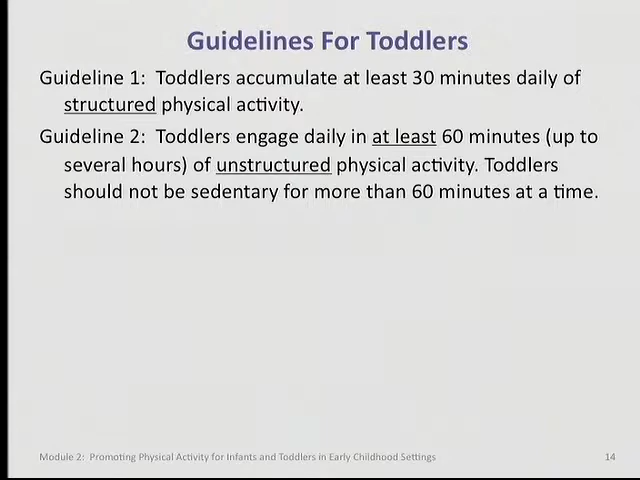 Guidelines For Toddlers
Guideline 1:  Toddlers accumulate at least 30 minutes daily of
structured physical activity.
Guideline 2:  Toddlers engage daily in at least 60 minutes (up to
several hours) of unstructured physical activity. Toddlers
should not be sedentary for more than 60 minutes at a time.
Module 2:  Promoting Physical Activity for Infants and Toddlers in Early Childhood Settings
14